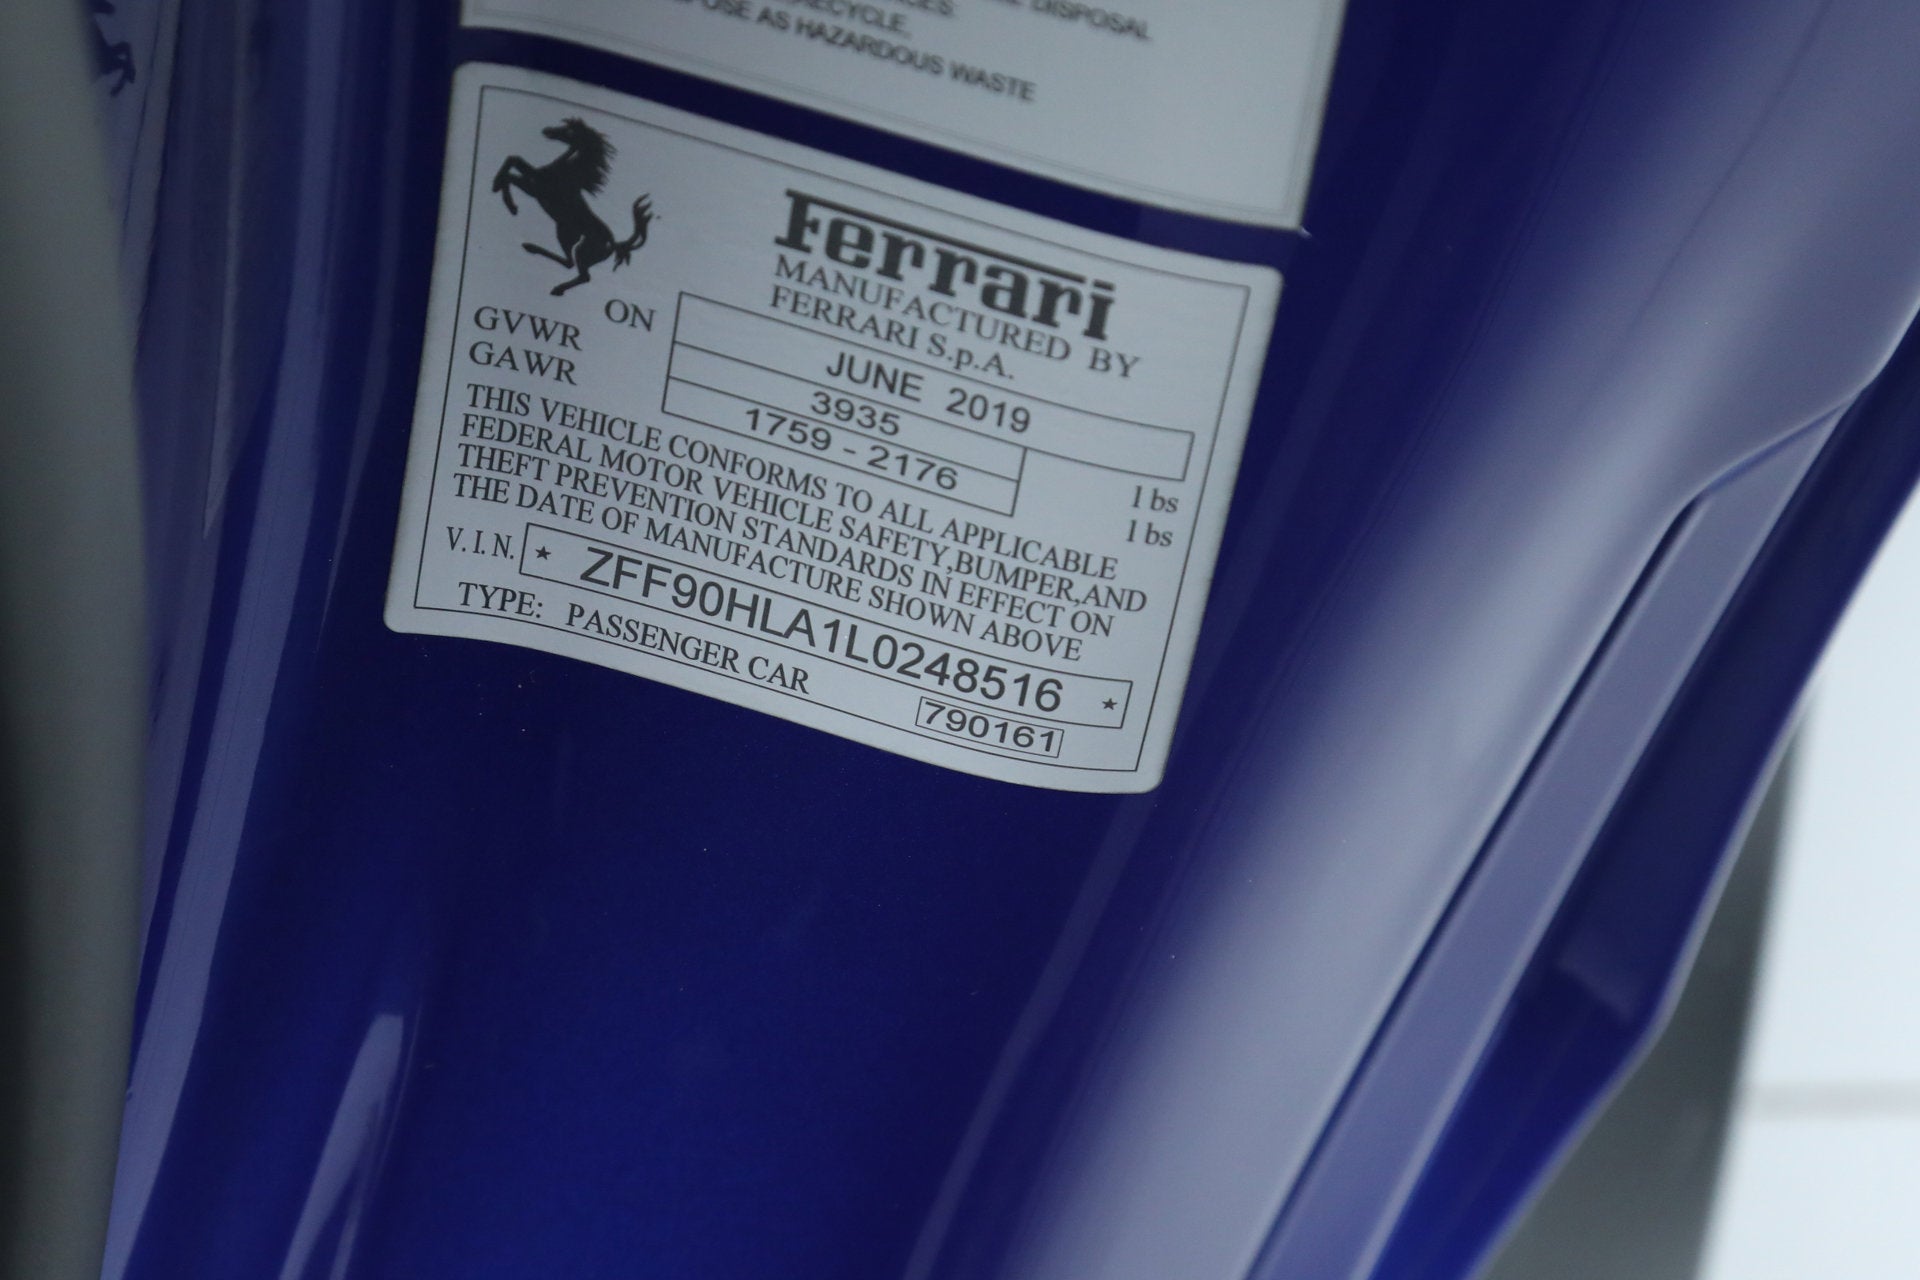 DISPOSAL
RECYCLE,
AS HAZARDOUS WASTE
Ferrari
MANUFACTURED BY
FERRARI S.p.A.
ON JUNE 2019
GVWR 3935 lbs
GAWR 1759 - 2176 lbs
THIS VEHICLE CONFORMS TO ALL APPLICABLE
FEDERAL MOTOR VEHICLE SAFETY,BUMPER,AND
THEFT PREVENTION STANDARDS IN EFFECT ON
THE DATE OF MANUFACTURE SHOWN ABOVE
V.I.N. * ZFF90HLA1L0248516 *
TYPE: PASSENGER CAR 790161